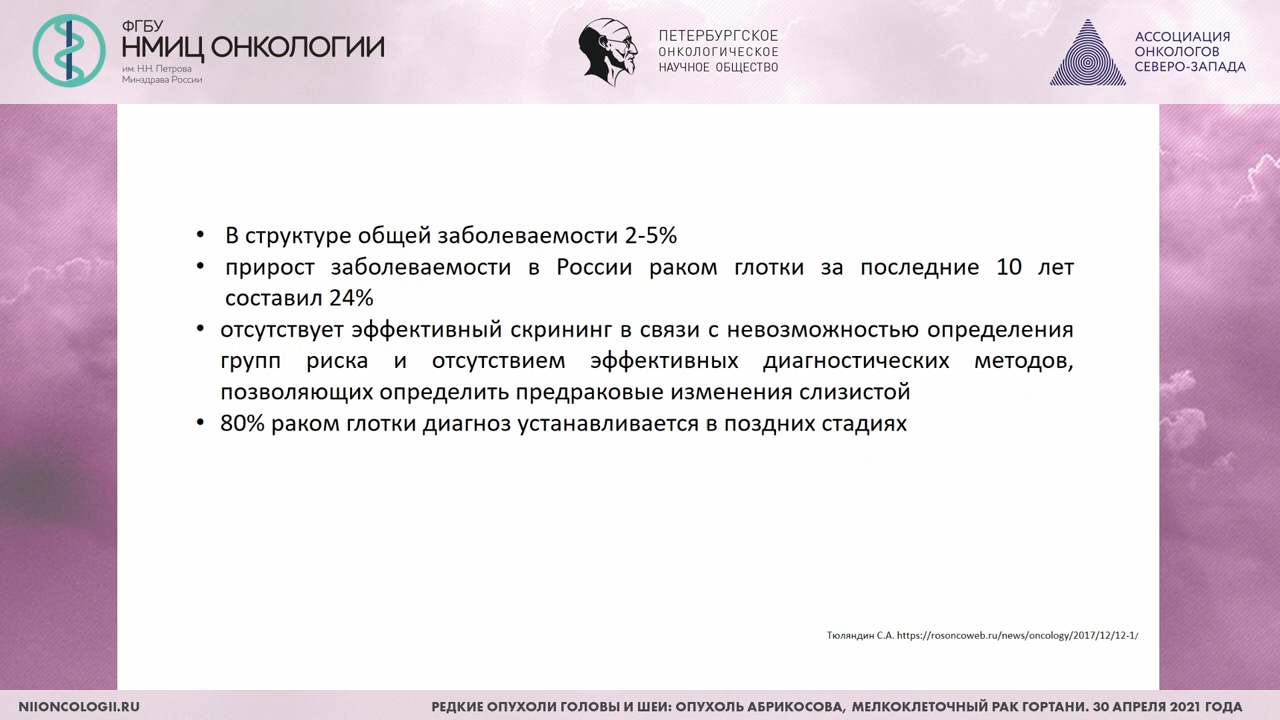 ФГБУ
НМИЦ ОНКОЛОГИИ
им. Н.Н. Петрова
Минздрава России
ПЕТЕРБУРГСКОЕ
ОНКОЛОГИЧЕСКОЕ
НАУЧНОЕ ОБЩЕСТВО
АССОЦИАЦИЯ
ОНКОЛОГОВ
СЕВЕРО-ЗАПАДА
• В структуре общей заболеваемости 2-5%
• прирост заболеваемости в России раком глотки за последние 10 лет
составил 24%
• отсутствует эффективный скрининг в связи с невозможностью определения
групп риска и отсутствием эффективных диагностических методов,
позволяющих определить предраковые изменения слизистой
• 80% раком глотки диагноз устанавливается в поздних стадиях
Тюляндин С.А. https://rosoncoweb.ru/news/oncology/2017/12/12-1/
NIIONCOLOGII.RU
РЕДКИЕ ОПУХОЛИ ГОЛОВЫ И ШЕИ: ОПУХОЛЬ АБРИКОСОВА, МЕЛКОКЛЕТОЧНЫЙ РАК ГОРТАНИ. 30 АПРЕЛЯ 2021 ГОДА